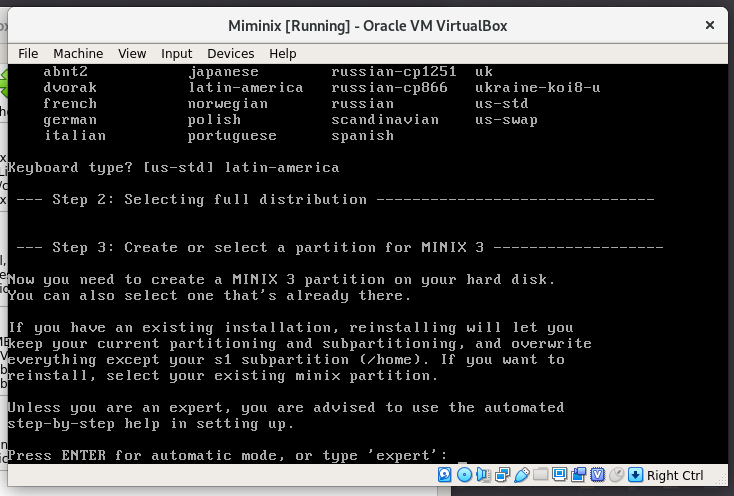 Miminix [Running] - Oracle VM VirtualBox
File Machine View Input Devices Help
abnt2 japanese russian-cp1251 uk
dvorak latin-america russian-cp866 ukraine-koi8-u
french norwegian russian us-std
german polish scandinavian us-swap
italian portuguese spanish
Keyboard type? [us-std] latin-america
--- Step 2: Selecting full distribution -------------------------------
--- Step 3: Create or select a partition for MINIX 3 -------------------
Now you need to create a MINIX 3 partition on your hard disk.
You can also select one that's already there.
If you have an existing installation, reinstalling will let you
keep your current partitioning and subpartitioning, and overwrite
everything except your s1 subpartition (/home). If you want to
reinstall, select your existing minix partition.
Unless you are an expert, you are advised to use the automated
step-by-step help in setting up.
Press ENTER for automatic mode, or type 'expert': _
Right Ctrl